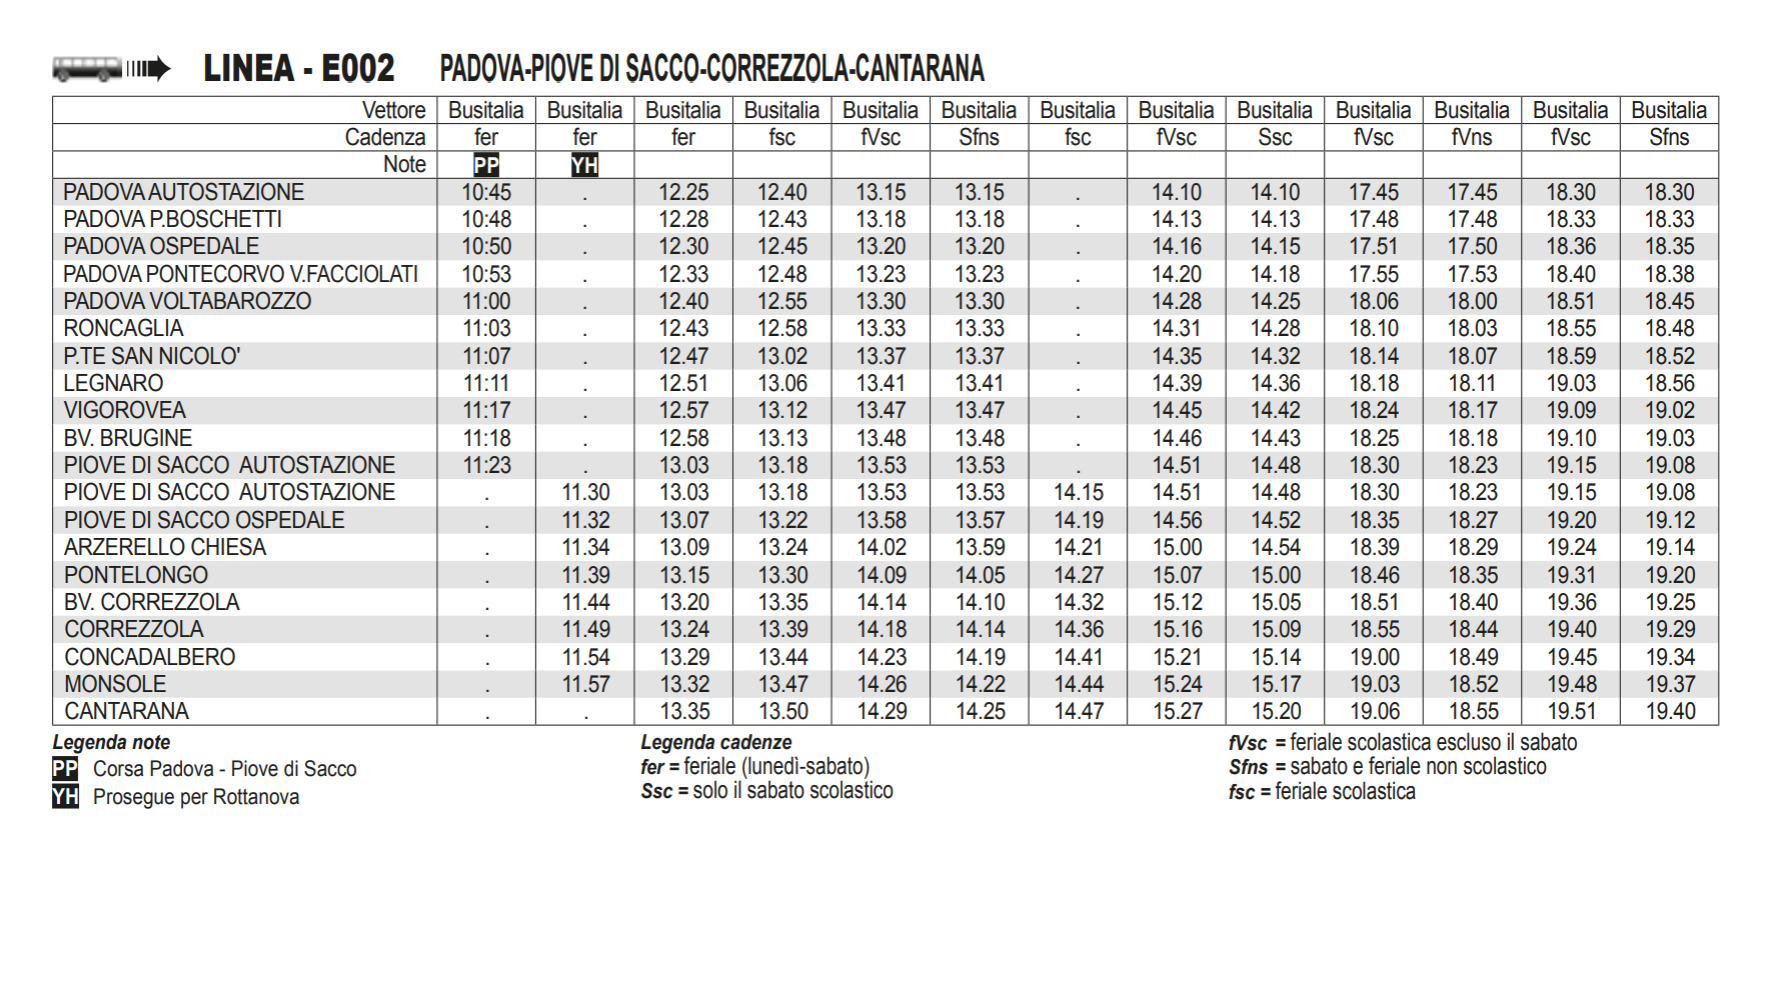 LINEA - E002 PADOVA-PIOVE DI SACCO-CORREZZOLA-CANTARANA
Vettore Busitalia Busitalia Busitalia Busitalia Busitalia Busitalia Busitalia Busitalia Busitalia Busitalia Busitalia Busitalia Busitalia
Cadenza fer fer fer fsc fVsc Sfns fsc fVsc Ssc fVsc fVns fVsc Sfns
Note PP YH
PADOVA AUTOSTAZIONE 10:45 . 12.25 12.40 13.15 13.15 . 14.10 14.10 17.45 17.45 18.30 18.30
PADOVA P.BOSCHETTI 10:48 . 12.28 12.43 13.18 13.18 . 14.13 14.13 17.48 17.48 18.33 18.33
PADOVA OSPEDALE 10:50 . 12.30 12.45 13.20 13.20 . 14.16 14.15 17.51 17.50 18.36 18.35
PADOVA PONTECORVO V.FACCIOLATI 10:53 . 12.33 12.48 13.23 13.23 . 14.20 14.18 17.55 17.53 18.40 18.38
PADOVA VOLTABAROZZO 11:00 . 12.40 12.55 13.30 13.30 . 14.28 14.25 18.06 18.00 18.51 18.45
RONCAGLIA 11:03 . 12.43 12.58 13.33 13.33 . 14.31 14.28 18.10 18.03 18.55 18.48
P.TE SAN NICOLO' 11:07 . 12.47 13.02 13.37 13.37 . 14.35 14.32 18.14 18.07 18.59 18.52
LEGNARO 11:11 . 12.51 13.06 13.41 13.41 . 14.39 14.36 18.18 18.11 19.03 18.56
VIGOROVEA 11:17 . 12.57 13.12 13.47 13.47 . 14.45 14.42 18.24 18.17 19.09 19.02
BV. BRUGINE 11:18 . 12.58 13.13 13.48 13.48 . 14.46 14.43 18.25 18.18 19.10 19.03
PIOVE DI SACCO AUTOSTAZIONE 11:23 . 13.03 13.18 13.53 13.53 . 14.51 14.48 18.30 18.23 19.15 19.08
PIOVE DI SACCO AUTOSTAZIONE . 11.30 13.03 13.18 13.53 13.53 14.15 14.51 14.48 18.30 18.23 19.15 19.08
PIOVE DI SACCO OSPEDALE . 11.32 13.07 13.22 13.58 13.57 14.19 14.56 14.52 18.35 18.27 19.20 19.12
ARZERELLO CHIESA . 11.34 13.09 13.24 14.02 13.59 14.21 15.00 14.54 18.39 18.29 19.24 19.14
PONTELONGO . 11.39 13.15 13.30 14.09 14.05 14.27 15.07 15.00 18.46 18.35 19.31 19.20
BV. CORREZZOLA . 11.44 13.20 13.35 14.14 14.10 14.32 15.12 15.05 18.51 18.40 19.36 19.25
CORREZZOLA . 11.49 13.24 13.39 14.18 14.14 14.36 15.16 15.09 18.55 18.44 19.40 19.29
CONCADALBERO . 11.54 13.29 13.44 14.23 14.19 14.41 15.21 15.14 19.00 18.49 19.45 19.34
MONSOLE . 11.57 13.32 13.47 14.26 14.22 14.44 15.24 15.17 19.03 18.52 19.48 19.37
CANTARANA . . 13.35 13.50 14.29 14.25 14.47 15.27 15.20 19.06 18.55 19.51 19.40
Legenda note
PP Corsa Padova - Piove di Sacco
YH Prosegue per Rottanova
Legenda cadenze
fer = feriale (lunedì-sabato)
Ssc = solo il sabato scolastico
fVsc = feriale scolastica escluso il sabato
Sfns = sabato e feriale non scolastico
fsc = feriale scolastica